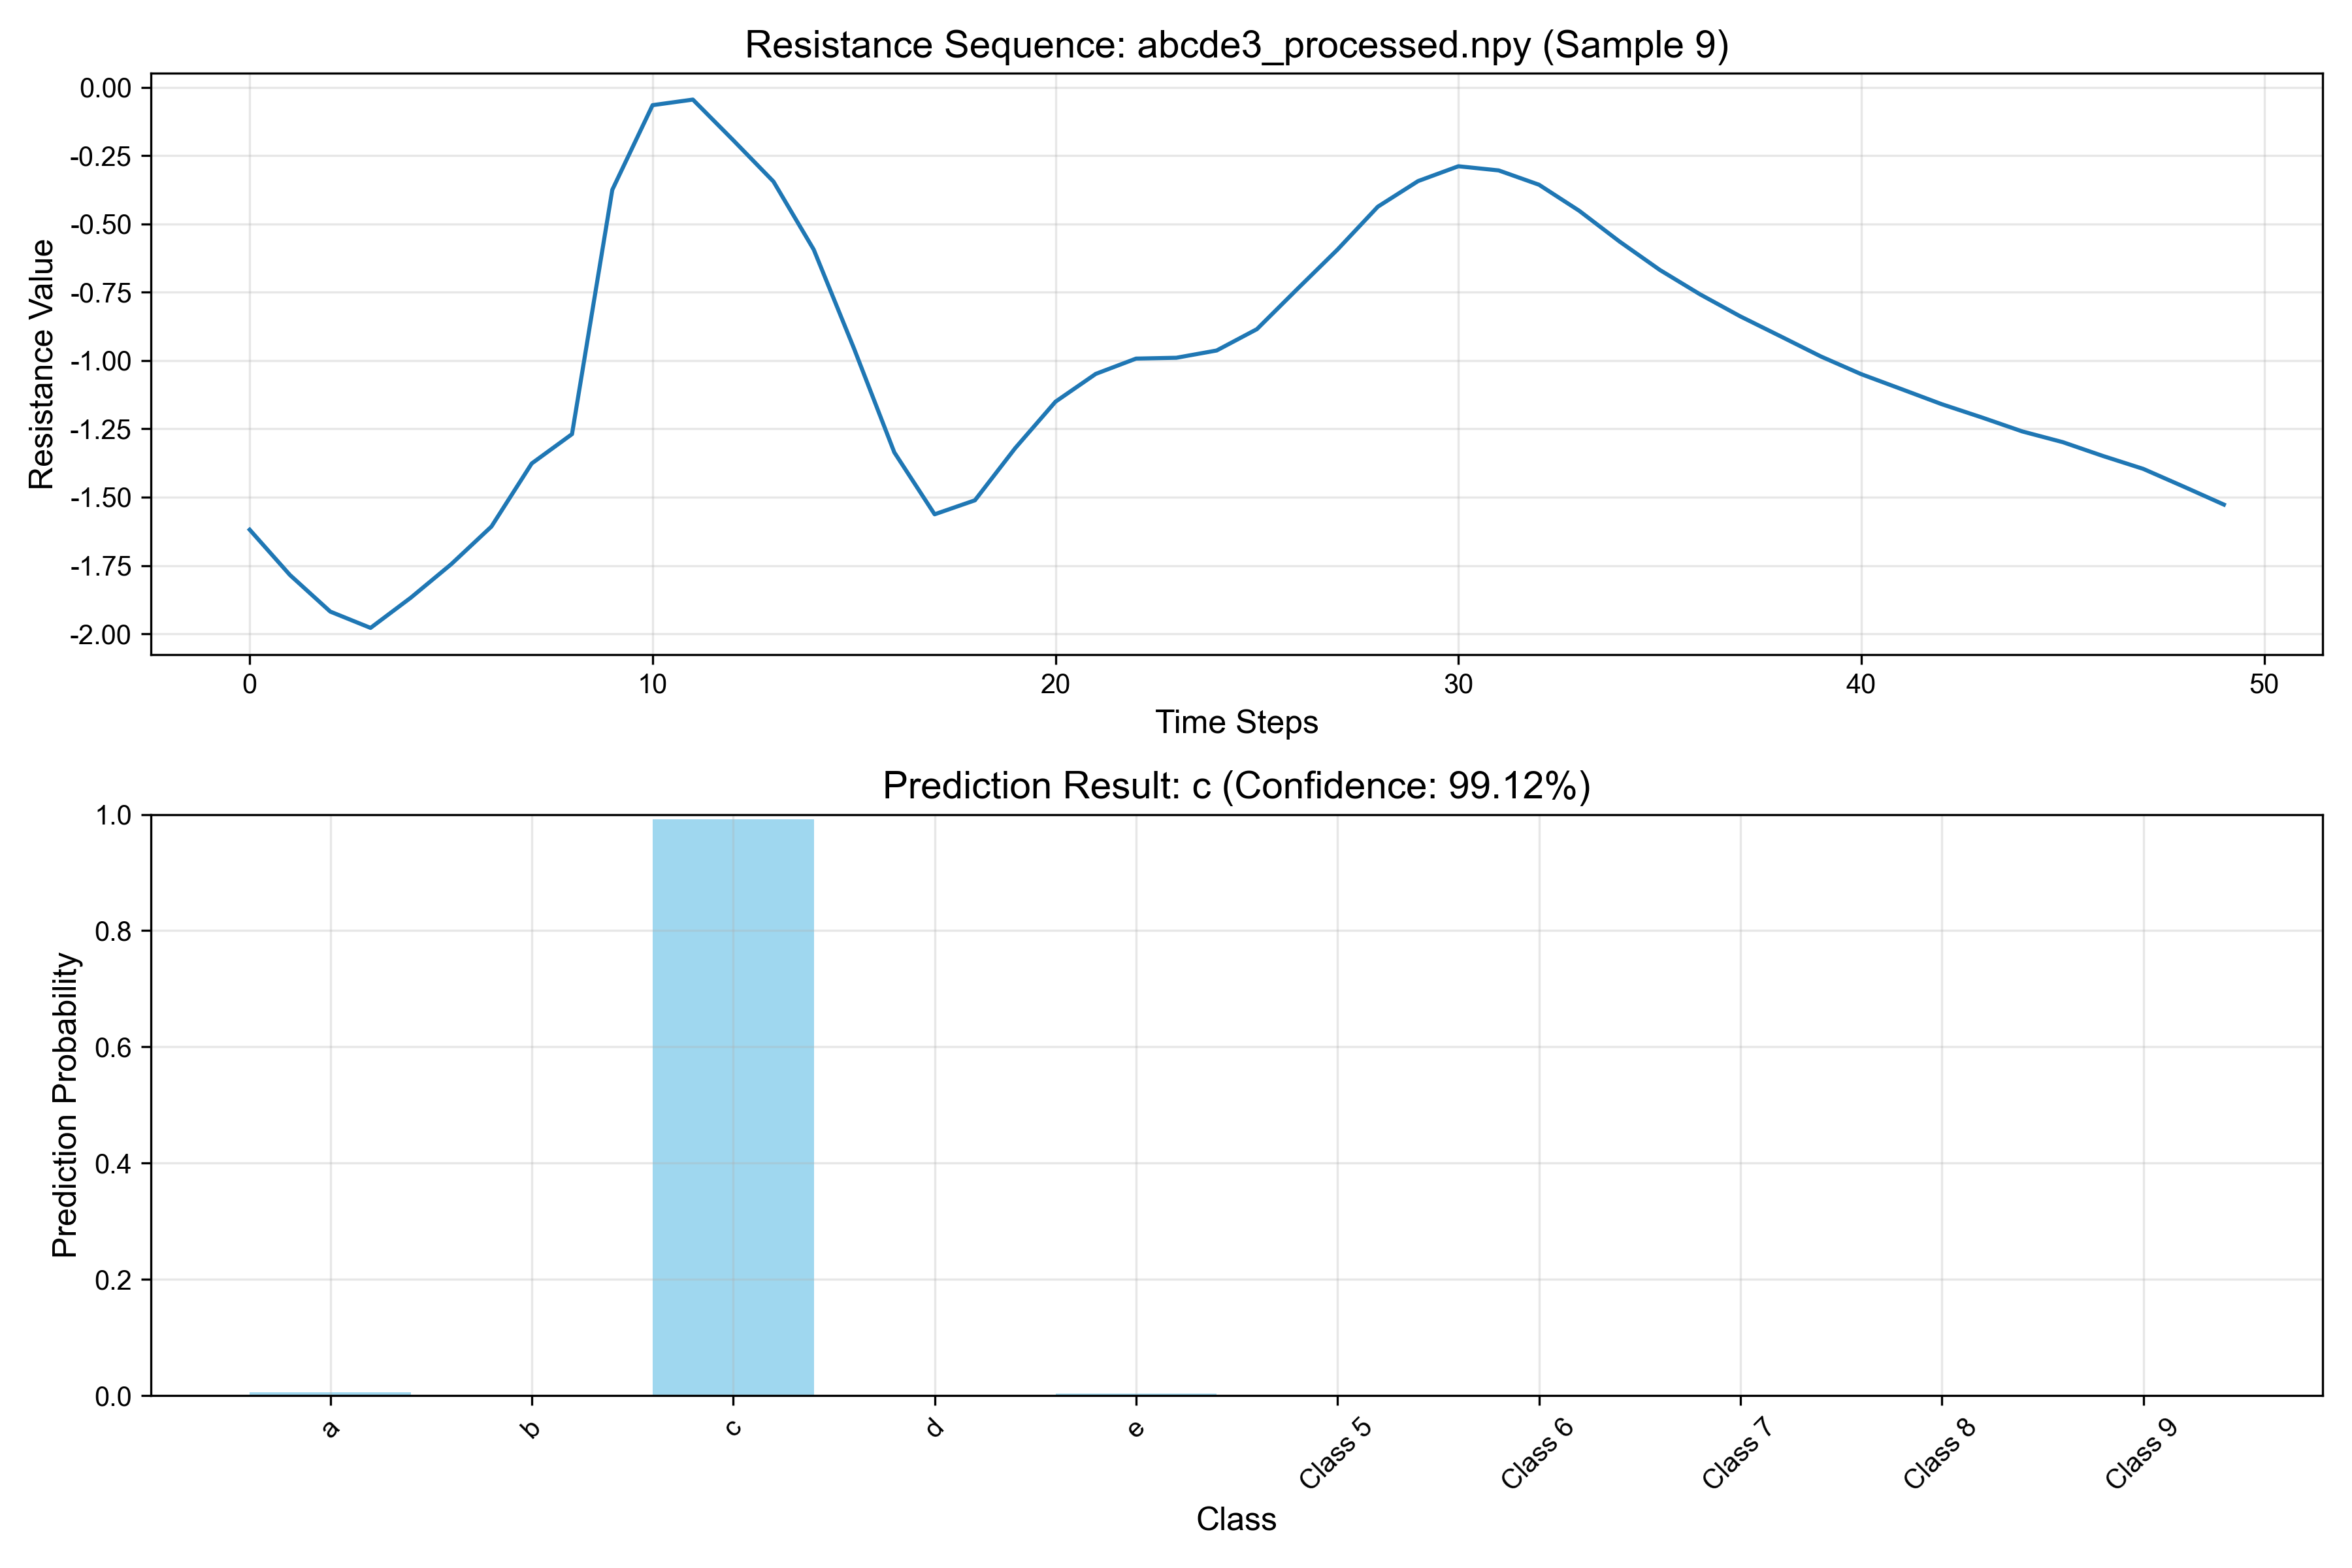 Resistance Sequence: abcde3_processed.npy (Sample 9)
Resistance Value
0.00
-0.25
-0.50
-0.75
-1.00
-1.25
-1.50
-1.75
-2.00
0 10 20 30 40 50
Time Steps
Prediction Result: c (Confidence: 99.12%)
Prediction Probability
1.0
0.8
0.6
0.4
0.2
0.0
a b c d e Class 5 Class 6 Class 7 Class 8 Class 9
Class